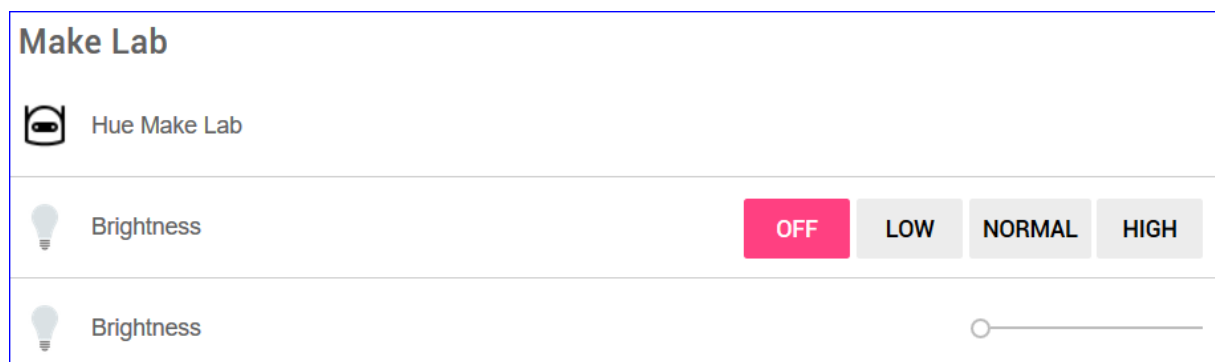 Make Lab
Hue Make Lab
Brightness OFF LOW NORMAL HIGH
Brightness